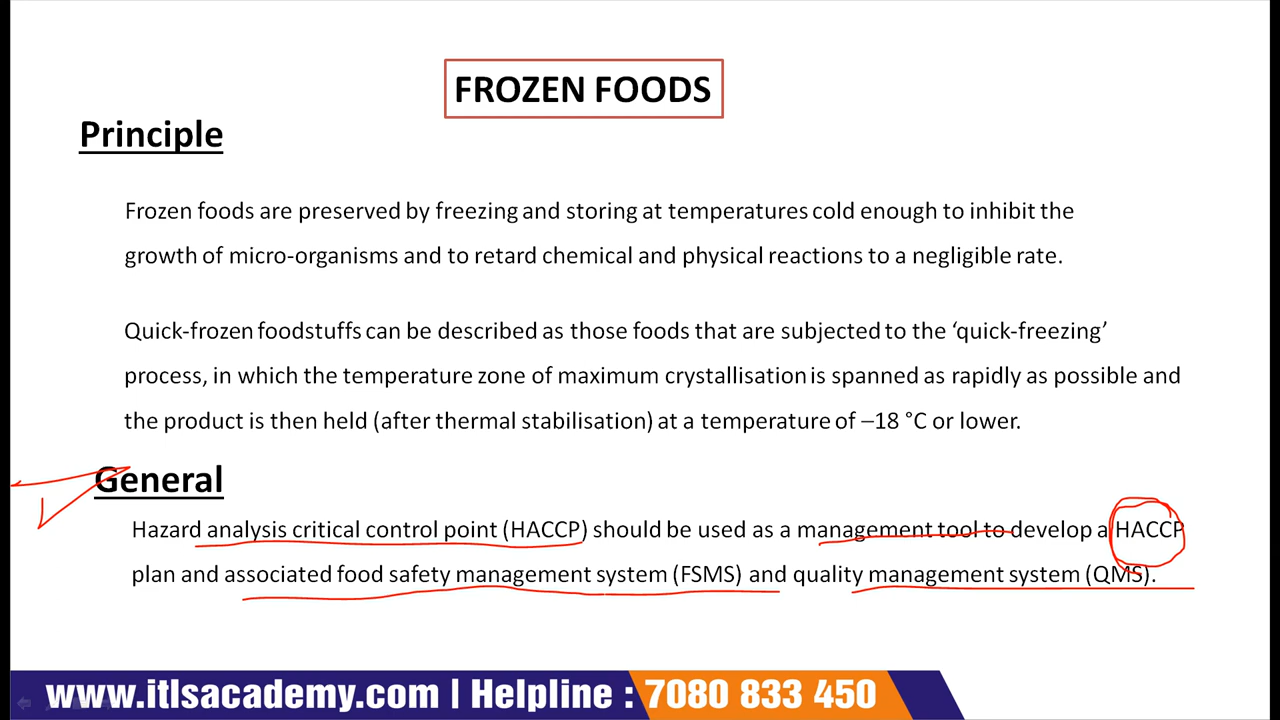 FROZEN FOODS
Principle
Frozen foods are preserved by freezing and storing at temperatures cold enough to inhibit the
growth of micro-organisms and to retard chemical and physical reactions to a negligible rate.
Quick-frozen foodstuffs can be described as those foods that are subjected to the ‘quick-freezing’
process, in which the temperature zone of maximum crystallisation is spanned as rapidly as possible and
the product is then held (after thermal stabilisation) at a temperature of –18 °C or lower.
General
Hazard analysis critical control point (HACCP) should be used as a management tool to develop a HACCP
plan and associated food safety management system (FSMS) and quality management system (QMS).
www.itlsacademy.com | Helpline : 7080 833 450